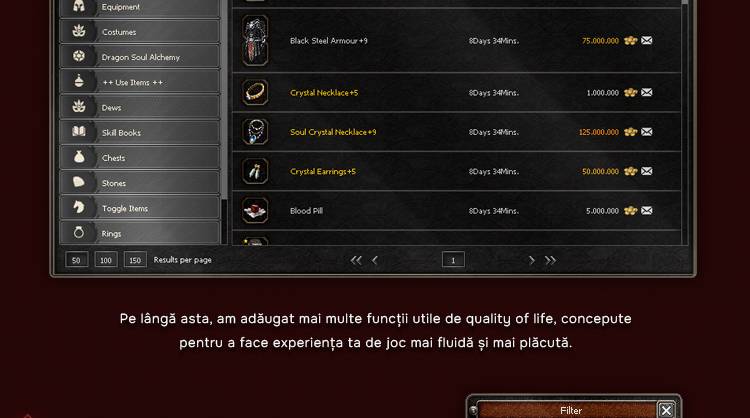 Equipment
Costumes
Dragon Soul Alchemy
++ Use Items ++
Dews
Skill Books
Chests
Stones
Toggle Items
Rings
Black Steel Armour+9 8Days 34Mins. 75.000.000
Crystal Necklace+5 8Days 34Mins. 1.000.000
Soul Crystal Necklace+9 8Days 34Mins. 125.000.000
Crystal Earrings+5 8Days 34Mins. 50.000.000
Blood Pill 8Days 34Mins. 5.000.000
50 100 150 Results per page 1
Pe lângă asta, am adăugat mai multe funcții utile de quality of life, concepute
pentru a face experiența ta de joc mai fluidă și mai plăcută.
Filter